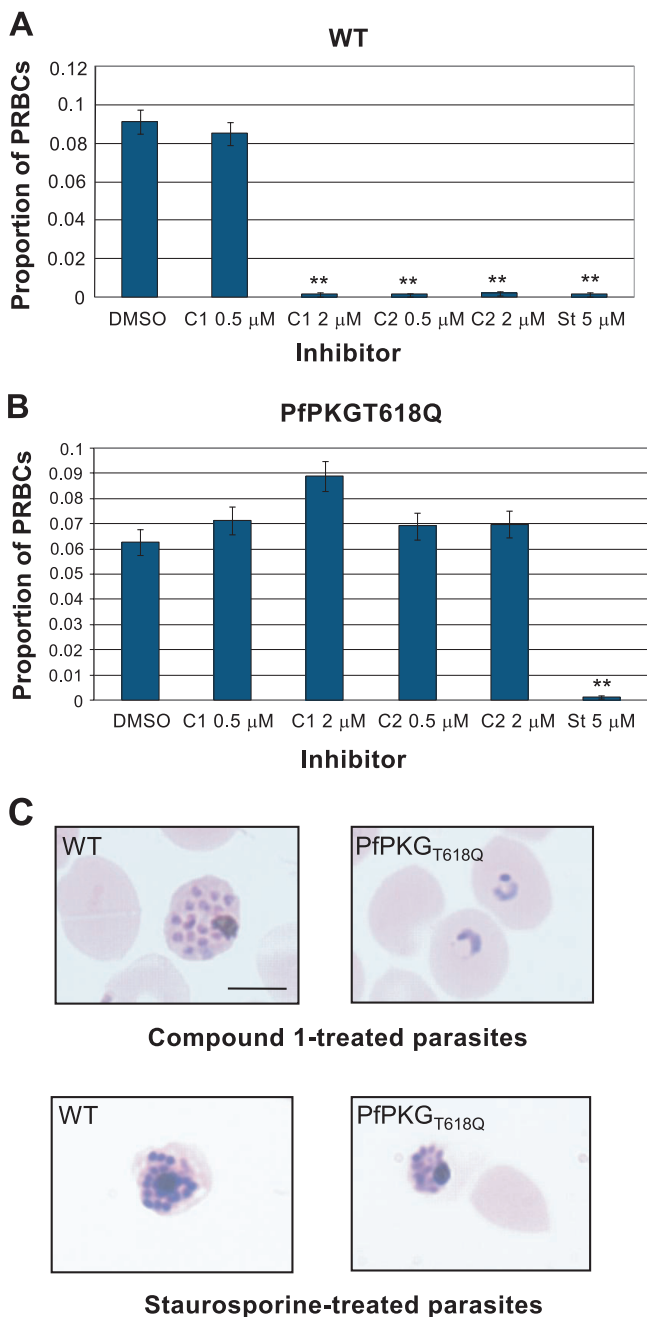 A
WT
Proportion of PRBCs
0.12
0.1
0.08
0.06
0.04
0.02
0
** ** ** **
DMSO C1 0.5 μM C1 2 μM C2 0.5 μM C2 2 μM St 5 μM
Inhibitor
B
PfPKGT618Q
Proportion of PRBCs
0.1
0.09
0.08
0.07
0.06
0.05
0.04
0.03
0.02
0.01
0
**
DMSO C1 0.5 μM C1 2 μM C2 0.5 μM C2 2 μM St 5 μM
Inhibitor
C
WT PfPKGT618Q
Compound 1-treated parasites
WT PfPKGT618Q
Staurosporine-treated parasites